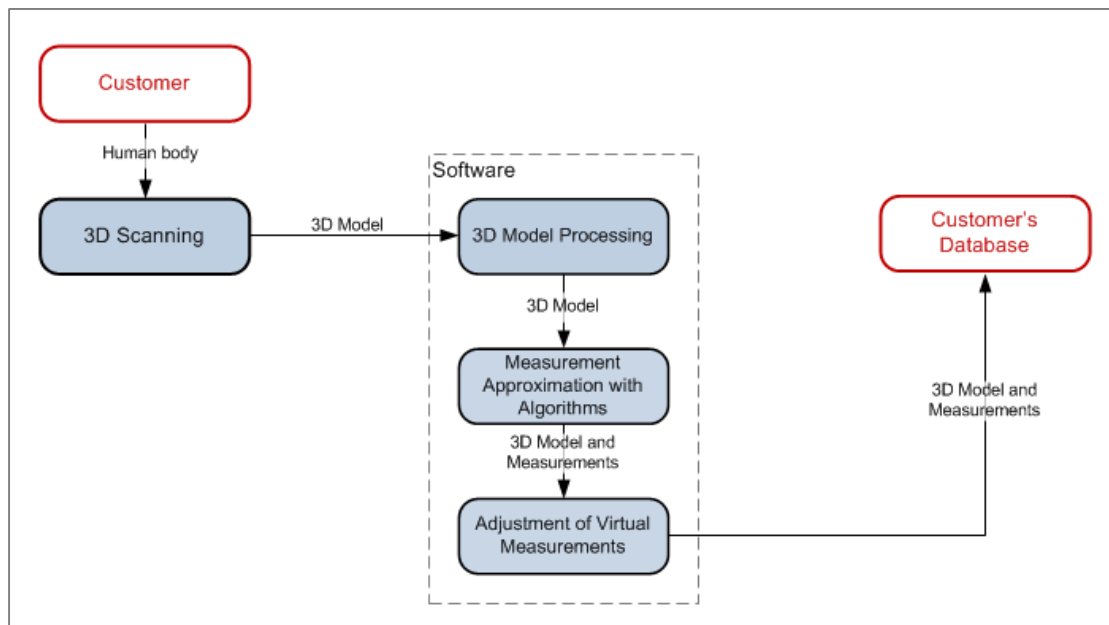 Customer
Human body
3D Scanning
3D Model
Software
3D Model Processing
3D Model
Measurement
Approximation with
Algorithms
3D Model and
Measurements
Adjustment of Virtual
Measurements
3D Model and
Measurements
Customer's
Database